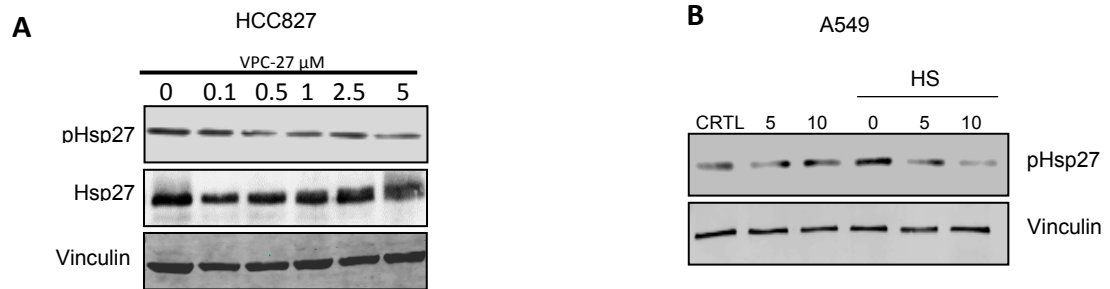 A
HCC827
VPC-27 μM
0 0.1 0.5 1 2.5 5
pHsp27
Hsp27
Vinculin
B
A549
HS
CRTL 5 10 0 5 10
pHsp27
Vinculin